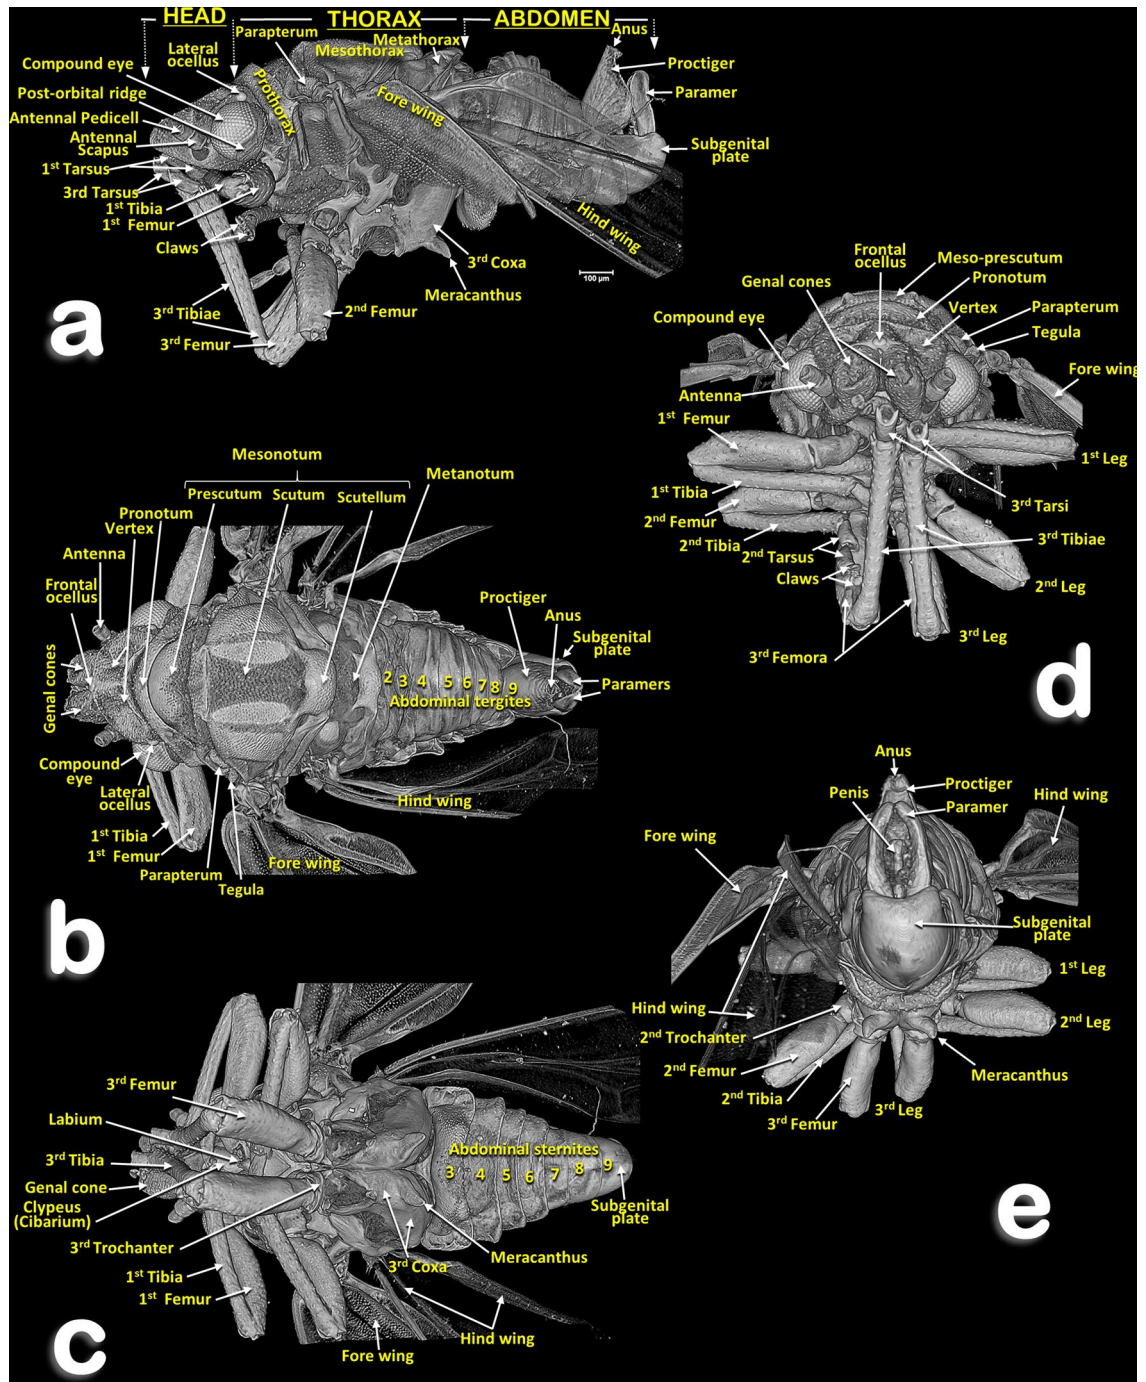 HEAD
THORAX
ABDOMEN
Parapterum
Metathorax
Mesothorax
Anus
Lateral
ocellus
Compound eye
Post-orbital ridge
Antennal Pedicell
Antennal
Scapus
1st Tarsus
3rd Tarsus
1st Tibia
1st Femur
Claws
3rd Tibiae
3rd Femur
Prothorax
Fore wing
Proctiger
Paramer
Subgenital
plate
Hind wing
3rd Coxa
Meracanthus
2nd Femur
100 µm
a
Frontal
ocellus
Meso-prescutum
Pronotum
Genal cones
Vertex
Parapterum
Compound eye
Tegula
Fore wing
Antenna
1st Femur
1st Leg
1st Tibia
3rd Tarsi
2nd Femur
2nd Tibia
3rd Tibiae
2nd Tarsus
Claws
2nd Leg
3rd Leg
3rd Femora
d
Mesonotum
Metanotum
Prescutum
Scutum
Scutellum
Pronotum
Vertex
Antenna
Frontal
ocellus
Genal cones
Proctiger
Anus
Subgenital
plate
Paramers
2 3 4 5 6 7 8 9
Abdominal tergites
Compound
eye
Lateral
ocellus
Hind wing
1st Tibia
1st Femur
Parapterum
Fore wing
Tegula
b
Anus
Proctiger
Penis
Paramer
Hind wing
Fore wing
Subgenital
plate
1st Leg
Hind wing
2nd Leg
2nd Trochanter
2nd Femur
Meracanthus
2nd Tibia
3rd Leg
3rd Femur
e
3rd Femur
Labium
3rd Tibia
Genal cone
Clypeus
(Cibarium)
3rd Trochanter
1st Tibia
1st Femur
Abdominal sternites
3 4 5 6 7 8 9
Subgenital
plate
Meracanthus
3rd Coxa
Hind wing
Fore wing
c